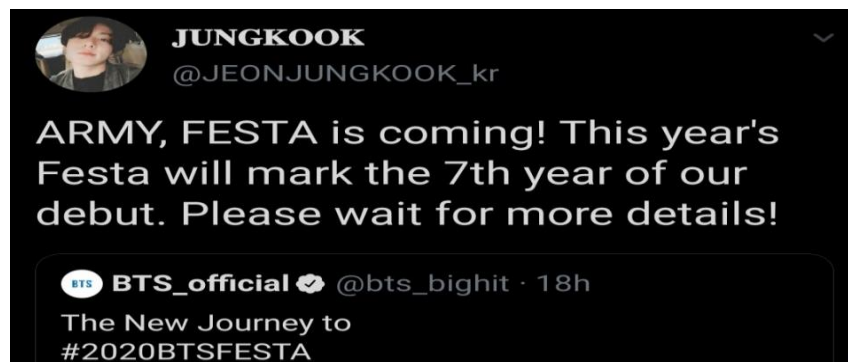 JUNGKOOK
@JEONJUNGKOOK_kr
ARMY, FESTA is coming! This year's
Festa will mark the 7th year of our
debut. Please wait for more details!
BTS BTS_official @bts_bighit · 18h
The New Journey to
#2020BTSFESTA